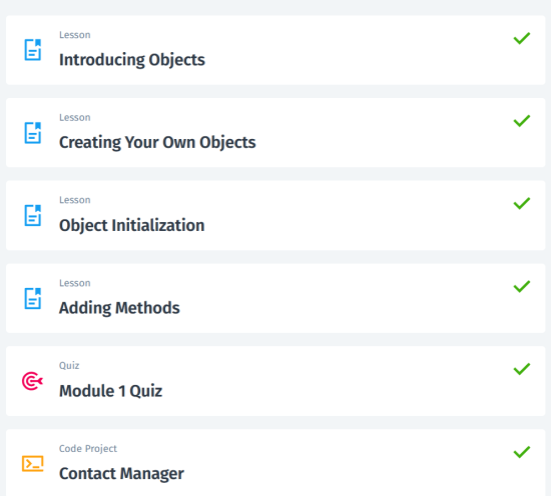 Lesson
Introducing Objects
Lesson
Creating Your Own Objects
Lesson
Object Initialization
Lesson
Adding Methods
Quiz
Module 1 Quiz
Code Project
Contact Manager